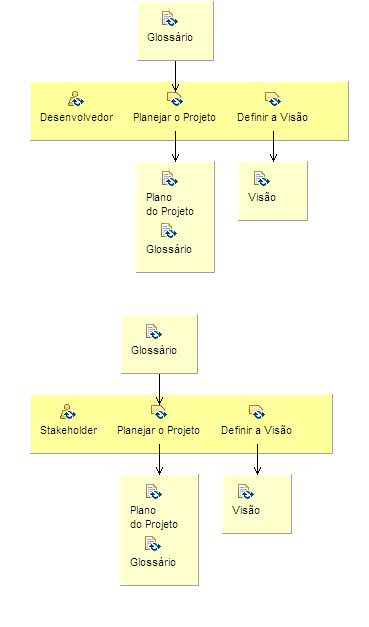 Glossário
Desenvolvedor Planejar o Projeto Definir a Visão
Plano
do Projeto
Glossário
Visão
Glossário
Stakeholder Planejar o Projeto Definir a Visão
Plano
do Projeto
Glossário
Visão